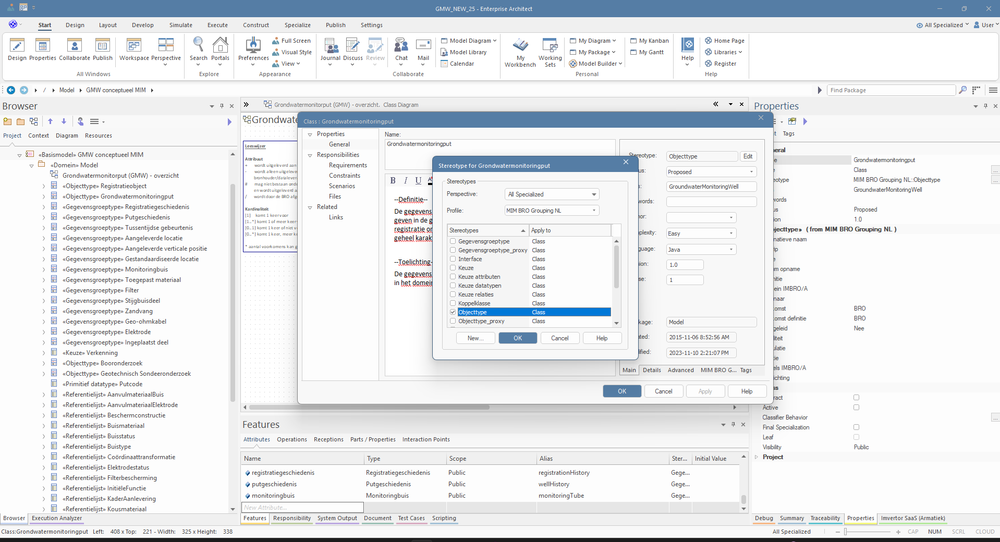 GMW_NEW_25 - Enterprise Architect
Start Design Layout Develop Simulate Execute Construct Specialize Publish Settings
All Specialized User
Design Properties Collaborate Publish
All Windows
Workspace Perspective
Search Portals
Explore
Preferences
Full Screen
Visual Style
View
Appearance
Journal Discuss Review
Chat Mail
Model Diagram
Model Library
Calendar
Collaborate
My Workbench
Working Sets
My Diagram
My Package
Model Builder
My Kanban
My Gantt
Personal
Help
Home Page
Libraries
Register
Help
/ Model GMW conceptueel MIM
Find Package
Browser
Project Context Diagram Resources
«Basismodel» GMW conceptueel MIM
«Domein» Model
Grondwatermonitorput (GMW) - overzicht
«Objecttype» Registratieobject
«Objecttype» Grondwatermonitoringput
«Gegevensgroeptype» Registratiegeschiedenis
«Gegevensgroeptype» Putgeschiedenis
«Gegevensgroeptype» Tussentijdse gebeurtenis
«Gegevensgroeptype» Aangeleverde locatie
«Gegevensgroeptype» Aangeleverde verticale positie
«Gegevensgroeptype» Gestandaardiseerde locatie
«Gegevensgroeptype» Monitoringbuis
«Gegevensgroeptype» Toegepast materiaal
«Gegevensgroeptype» Filter
«Gegevensgroeptype» Stijgbuisdeel
«Gegevensgroeptype» Zandvang
«Gegevensgroeptype» Geo-ohmkabel
«Gegevensgroeptype» Elektrode
«Gegevensgroeptype» Ingeplaatst deel
«Keuze» Verkenning
«Objecttype» Booronderzoek
«Objecttype» Geotechnisch Sondeeronderzoek
«Primitief datatype» Putcode
«Referentielijst» AanvulmateriaalBuis
«Referentielijst» AanvulmateriaalElektrode
«Referentielijst» Beschermconstructie
«Referentielijst» Buismateriaal
«Referentielijst» Buisstatus
«Referentielijst» Buistype
«Referentielijst» Coördinaattransformatie
«Referentielijst» Elektrodestatus
«Referentielijst» Filterbescherming
«Referentielijst» InitiëleFunctie
«Referentielijst» KaderAanlevering
«Referentielijst» Kousmateriaal
Browser Execution Analyzer
Grondwatermonitorput (GMW) - overzicht. Class Diagram
Grondwate
Leeswijzer
Attribuut
+ wordt uitgeleverd aan
- wordt alleen uitgelever
bronhouder/datalevera
# mag niet bestaan onde
en wordt uitgeleverd a
/ wordt door de BRO afge
Kardinaliteit
[1] komt 1 keer voor
[1..*] komt 1 of meer keer v
[0..1] komt 1 keer of niet v
[0..*] komt 1 keer, meer ke
* aantal voorkomens kan g
Class : Grondwatermonitoringput
Properties
General
Responsibilities
Requirements
Constraints
Scenarios
Files
Related
Links
Name:
Grondwatermonitoringput
B I U A
--Definitie--
De gegevens
geven in de g
registratie on
geheel karakt
--Toelichting-
De gegevens
in het domein
Stereotype: Objecttype Edit
us: Proposed
s: GroundwaterMonitoringWell
words:
nor:
plexity: Easy
guage: Java
sion: 1.0
se: 1
kage: Model
ated: 2015-11-06 8:52:56 AM
ified: 2023-11-10 2:21:07 PM
Main Details Advanced MIM BRO G... Tags
OK Cancel Apply Help
Stereotype for Grondwatermonitoringput
Stereotypes
Perspective: All Specialized
Profile: MIM BRO Grouping NL
Stereotypes Apply to
Gegevensgroeptype Class
Gegevensgroeptype_proxy Class
Interface Class
Keuze Class
Keuze attributen Class
Keuze datatypen Class
Keuze relaties Class
Koppelklasse Class
Objecttype Class
Objecttype_proxy Class
New... OK Cancel Help
Features
Attributes Operations Receptions Parts / Properties Interaction Points
Name Type Scope Alias Ster... Initial Value
registratiegeschiedenis Registratiegeschiedenis Public registrationHistory Gege...
putgeschiedenis Putgeschiedenis Public wellHistory Gege...
monitoringbuis Monitoringbuis Public monitoringTube Gege...
New Attribute...
Features Responsibility System Output Document Test Cases Scripting
Properties
t Tags
neral
e Grondwatermonitoringput
e Class ...
eotype MIM BRO Grouping NL::Objecttype ...
GroundwaterMonitoringWell
words
us Proposed
ion 1.0
bjecttype» ( from MIM BRO Grouping NL )
natieve naam
rip
e
um opname
nitie
ein IMBRO/A
naar
komst BRO
komst definitie BRO
geleid Nee
liteit
ulatie
tie
els IMBRO/A
ichting
ss
ract
Active
Classifier Behavior ...
Final Specialization
Leaf
Visibility Public
Project
Debug Summary Traceability Properties Invertor SaaS (Armatiek)
Class:Grondwatermonitoringput Left: 408 x Top: 221 - Width: 325 x Height: 338
All Specialized CAP NUM SCRL CLOUD